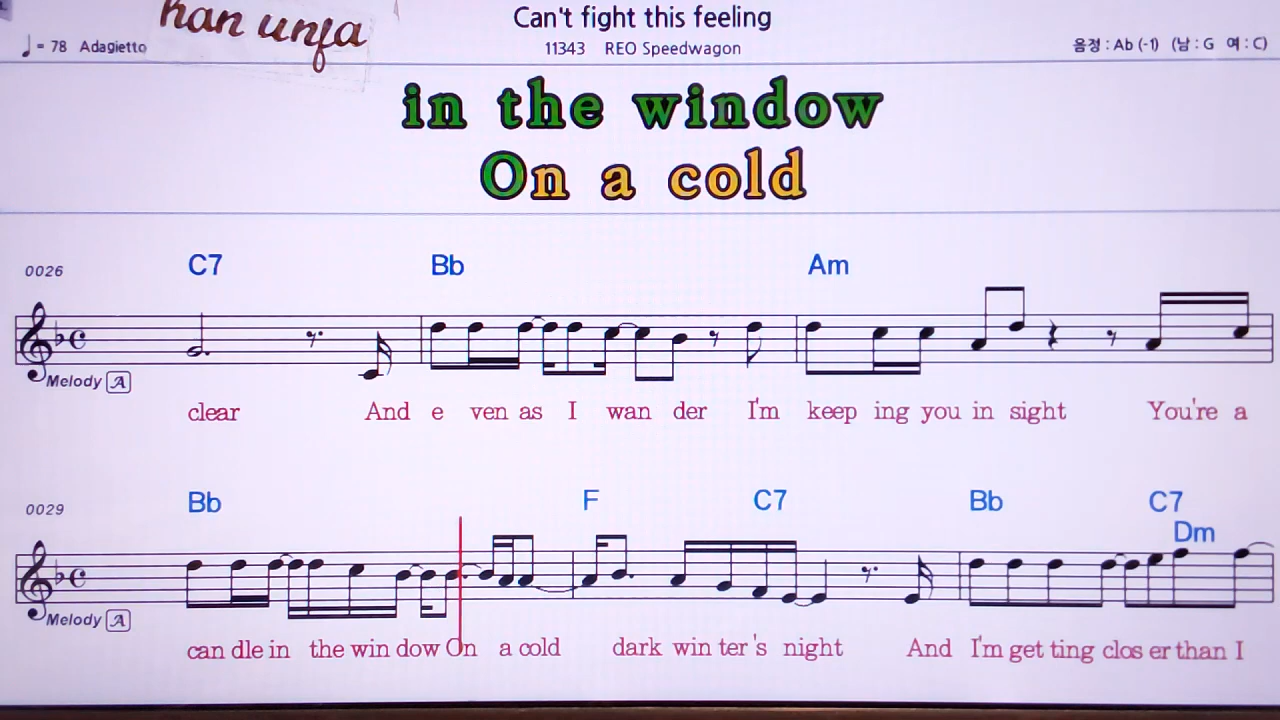 han unja
Can't fight this feeling
♩ = 78 Adagietto
11343 REO Speedwagon
음정 : Ab (-1) (남 : G 여 : C)
in the window
On a cold
0026 C7 Bb Am
Melody A
clear And e ven as I wan der I'm keep ing you in sight You're a
0029 Bb F C7 Bb C7
Dm
Melody A
can dle in the win dow On a cold dark win ter's night And I'm get ting clos er than I